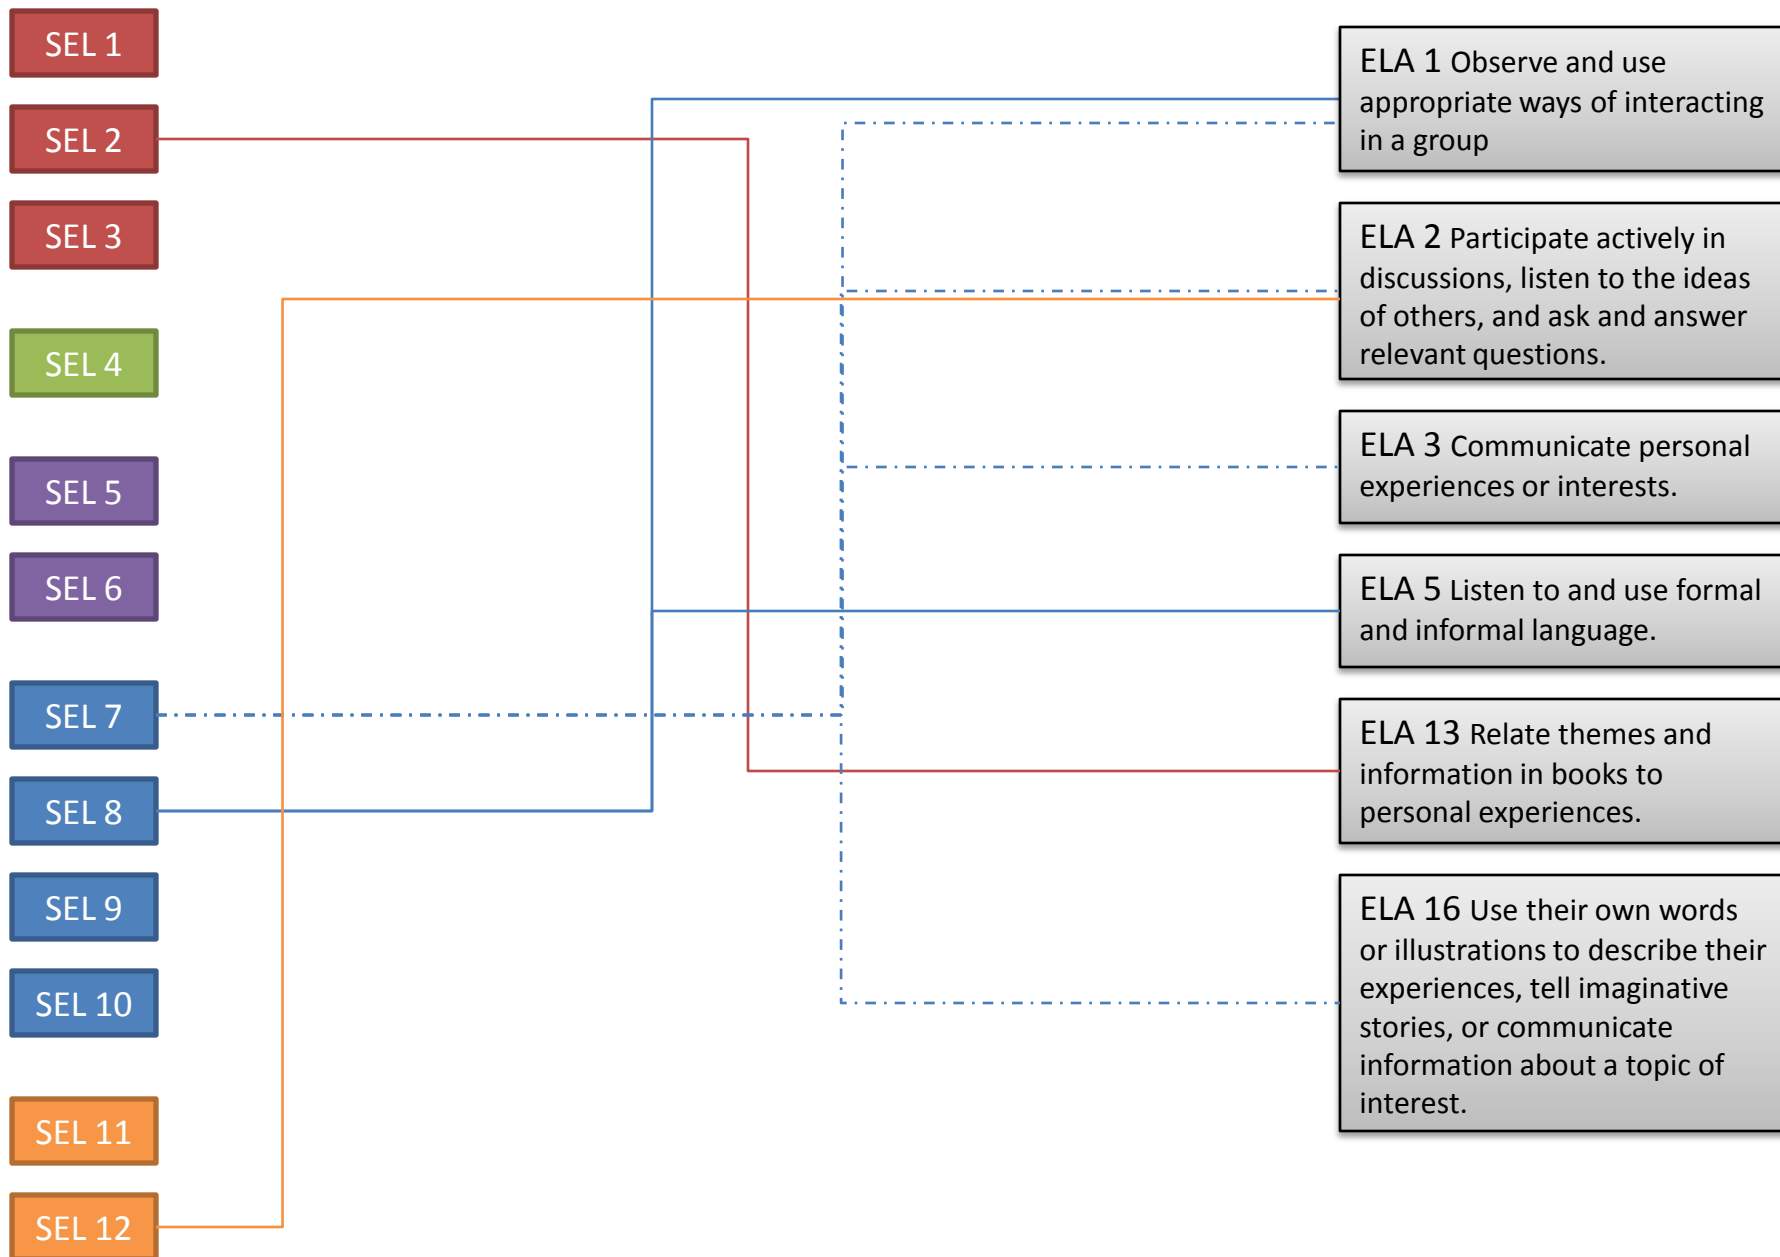 SEL 1
SEL 2
SEL 3
SEL 4
SEL 5
SEL 6
SEL 7
SEL 8
SEL 9
SEL 10
SEL 11
SEL 12
ELA 1 Observe and use
appropriate ways of interacting
in a group
ELA 2 Participate actively in
discussions, listen to the ideas
of others, and ask and answer
relevant questions.
ELA 3 Communicate personal
experiences or interests.
ELA 5 Listen to and use formal
and informal language.
ELA 13 Relate themes and
information in books to
personal experiences.
ELA 16 Use their own words
or illustrations to describe their
experiences, tell imaginative
stories, or communicate
information about a topic of
interest.